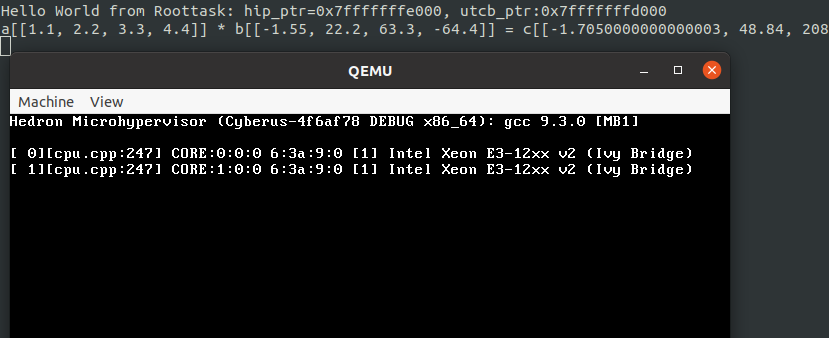 Hello World from Roottask: hip_ptr=0x7fffffffe000, utcb_ptr:0x7fffffffd000
a[[1.1, 2.2, 3.3, 4.4]] * b[[-1.55, 22.2, 63.3, -64.4]] = c[[-1.7050000000000003, 48.84, 208
QEMU
Machine View
Hedron Microhypervisor (Cyberus-4f6af78 DEBUG x86_64): gcc 9.3.0 [MB1]
[ 0][cpu.cpp:247] CORE:0:0:0 6:3a:9:0 [1] Intel Xeon E3-12xx v2 (Ivy Bridge)
[ 1][cpu.cpp:247] CORE:1:0:0 6:3a:9:0 [1] Intel Xeon E3-12xx v2 (Ivy Bridge)